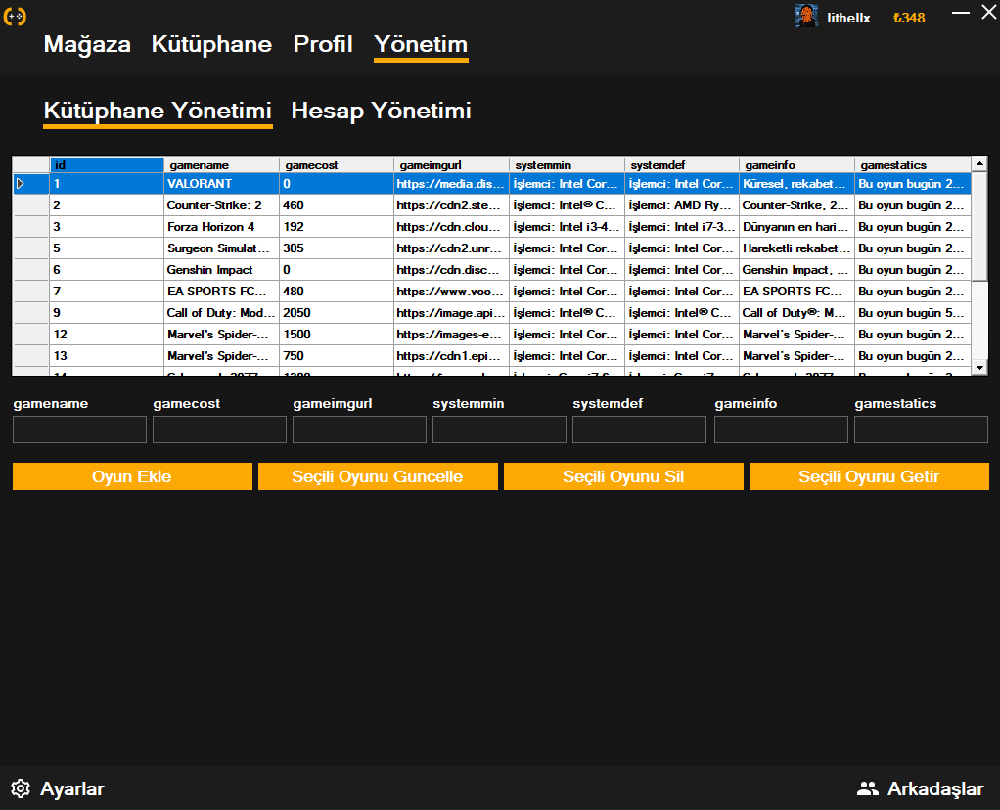 lithellx ₺348
Mağaza Kütüphane Profil Yönetim
Kütüphane Yönetimi Hesap Yönetimi
id gamename gamecost gameimgurl systemmin systemdef gameinfo gamestatics
1 VALORANT 0 https://media.dis... İşlemci: Intel Cor... İşlemci: Intel Cor... Küresel, rekabet... Bu oyun bugün 2...
2 Counter-Strike: 2 460 https://cdn2.ste... İşlemci: Intel® C... İşlemci: AMD Ry... Counter-Strike, 2... Bu oyun bugün 2...
3 Forza Horizon 4 192 https://cdn.clou... İşlemci: Intel i3-4... İşlemci: Intel i7-3... Dünyanın en hari... Bu oyun bugün 2...
5 Surgeon Simulat... 305 https://cdn2.unr... İşlemci: Intel Cor... İşlemci: Intel Cor... Hareketli rekabet... Bu oyun bugün 2...
6 Genshin Impact 0 https://cdn.disc... İşlemci: Intel Cor... İşlemci: Intel Cor... Genshin Impact, ... Bu oyun bugün 2...
7 EA SPORTS FC... 480 https://www.voo... İşlemci: Intel Cor... İşlemci: Intel Cor... EA SPORTS FC... Bu oyun bugün 2...
9 Call of Duty: Mod... 2050 https://image.api... İşlemci: Intel® C... İşlemci: Intel® C... Call of Duty®: M... Bu oyun bugün 5...
12 Marvel's Spider-... 1500 https://images-e... İşlemci: Intel Cor... İşlemci: Intel Cor... Marvel's Spider-... Bu oyun bugün 2...
13 Marvel's Spider-... 750 https://cdn1.epi... İşlemci: Intel Cor... İşlemci: Intel Cor... Marvel's Spider-... Bu oyun bugün 2...
gamename gamecost gameimgurl systemmin systemdef gameinfo gamestatics
Oyun Ekle Seçili Oyunu Güncelle Seçili Oyunu Sil Seçili Oyunu Getir
Ayarlar Arkadaşlar